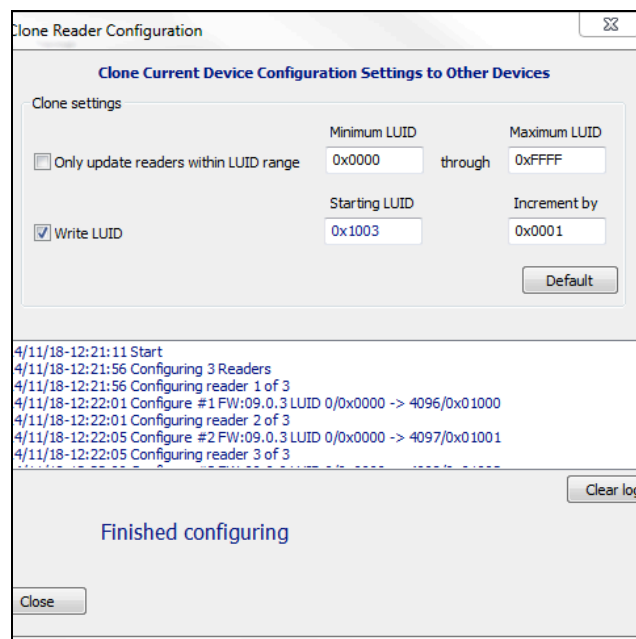 Clone Reader Configuration
Clone Current Device Configuration Settings to Other Devices
Clone settings
Minimum LUID Maximum LUID
Only update readers within LUID range 0x0000 through 0xFFFF
Starting LUID Increment by
Write LUID 0x1003 0x0001
Default
4/11/18-12:21:11 Start
4/11/18-12:21:56 Configuring 3 Readers
4/11/18-12:21:56 Configuring reader 1 of 3
4/11/18-12:22:01 Configure #1 FW:09.0.3 LUID 0/0x0000 -> 4096/0x01000
4/11/18-12:22:01 Configuring reader 2 of 3
4/11/18-12:22:05 Configure #2 FW:09.0.3 LUID 0/0x0000 -> 4097/0x01001
4/11/18-12:22:05 Configuring reader 3 of 3
Clear log
Finished configuring
Close